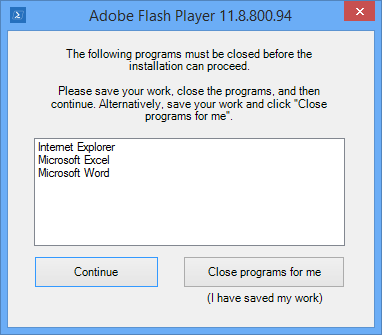 Adobe Flash Player 11.8.800.94
The following programs must be closed before the
installation can proceed.
Please save your work, close the programs, and then
continue. Alternatively, save your work and click "Close
programs for me".
Internet Explorer
Microsoft Excel
Microsoft Word
Continue
Close programs for me
(I have saved my work)